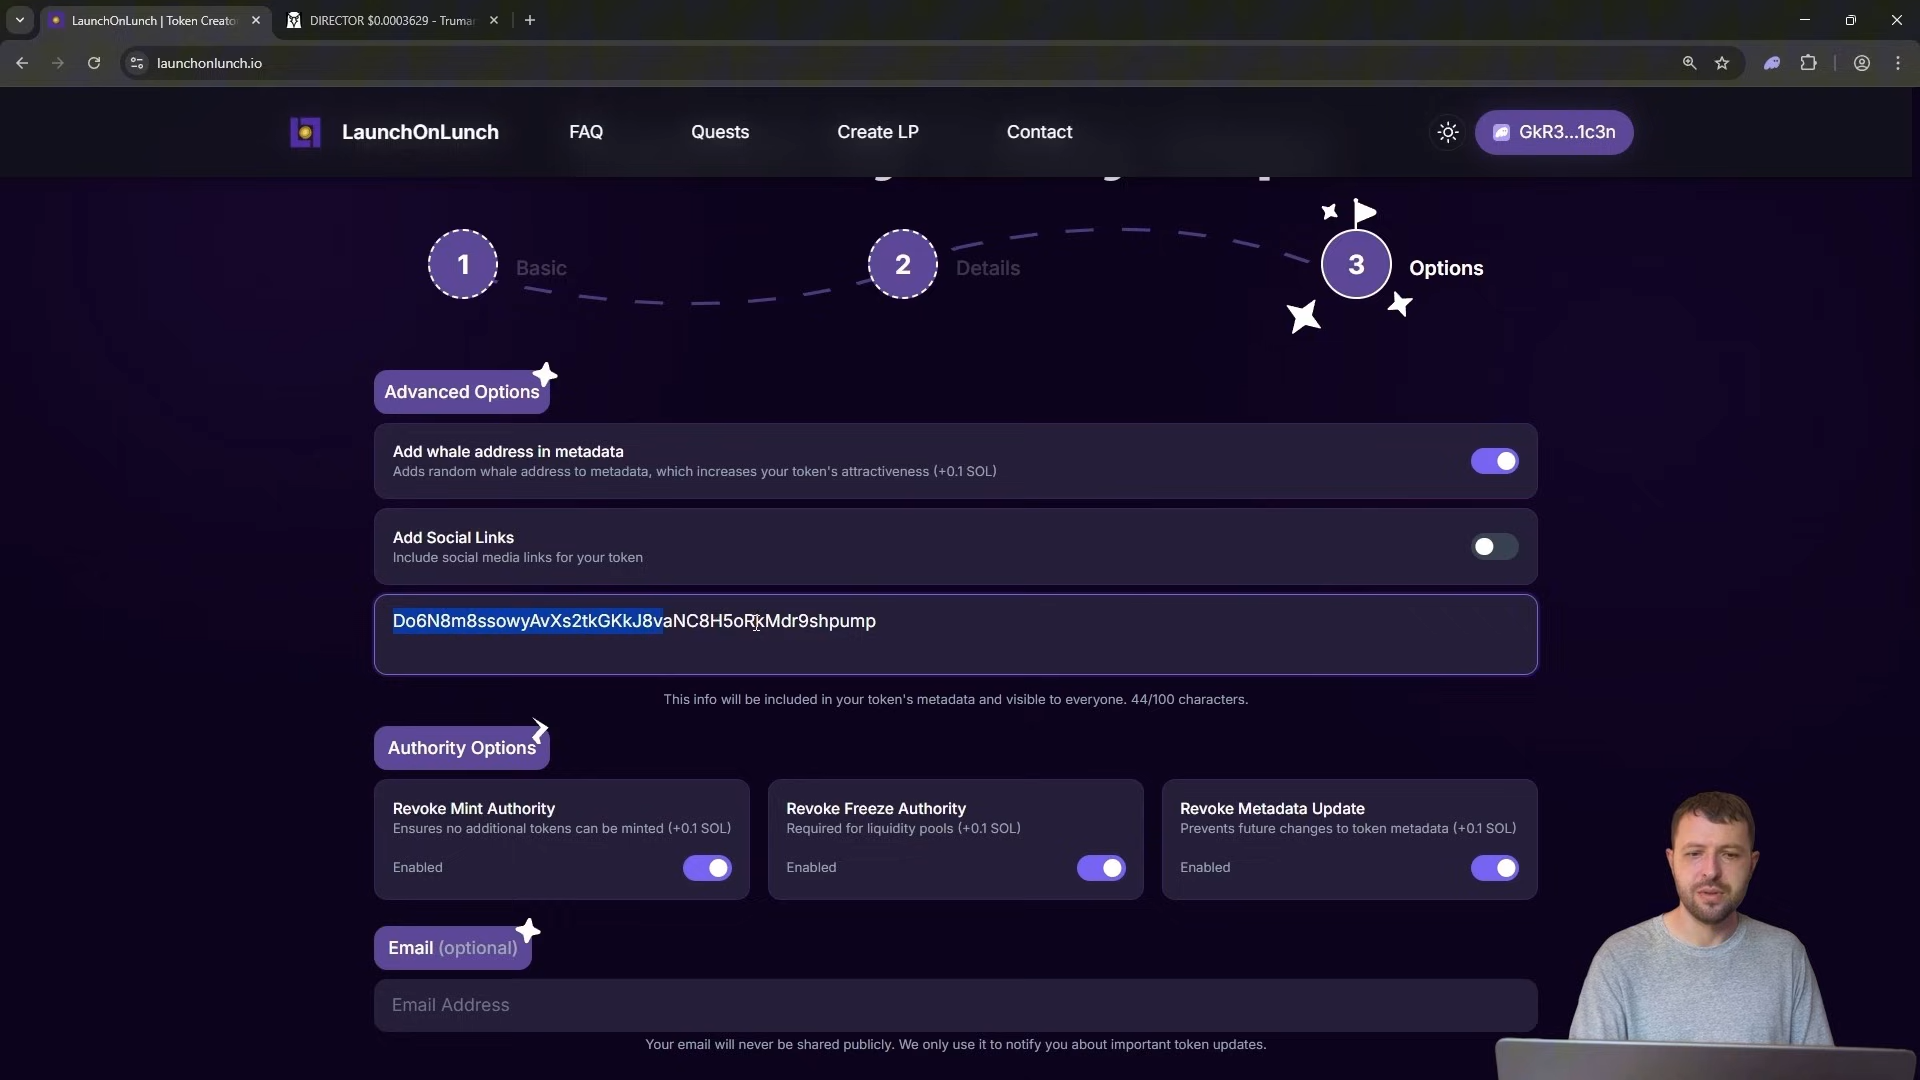 LaunchOnLunch | Token Creato
DIRECTOR $0.0003629 - Truma
launchonlunch.io
LaunchOnLunch
FAQ
Quests
Create LP
Contact
GkR3...1c3n
1
Basic
2
Details
3
Options
Advanced Options
Add whale address in metadata
Adds random whale address to metadata, which increases your token's attractiveness (+0.1 SOL)
Add Social Links
Include social media links for your token
Do6N8m8ssowyAvXs2tkGKkJ8vaNC8H5oRkMdr9shpump
This info will be included in your token's metadata and visible to everyone. 44/100 characters.
Authority Options
Revoke Mint Authority
Ensures no additional tokens can be minted (+0.1 SOL)
Enabled
Revoke Freeze Authority
Required for liquidity pools (+0.1 SOL)
Enabled
Revoke Metadata Update
Prevents future changes to token metadata (+0.1 SOL)
Enabled
Email (optional)
Email Address
Your email will never be shared publicly. We only use it to notify you about important token updates.